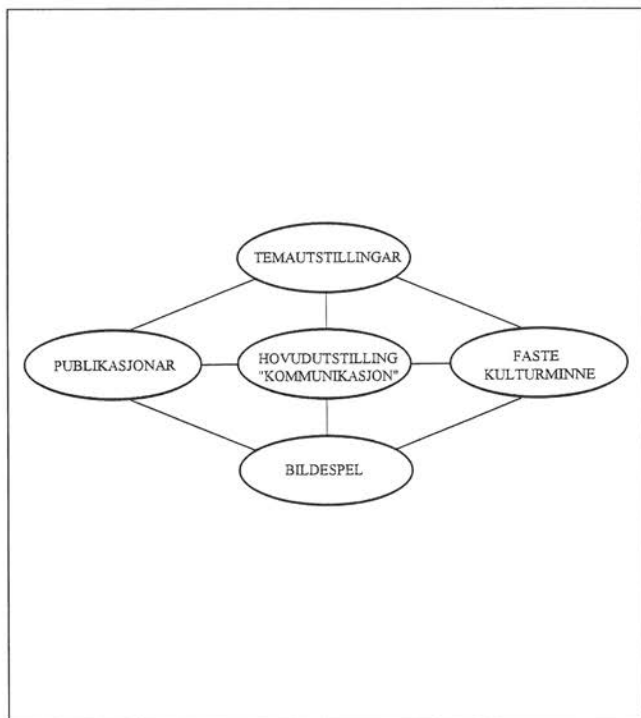 TEMAUTSTILLINGAR
PUBLIKASJONAR
HOVUDUTSTILLING
"KOMMUNIKASJON"
FASTE
KULTURMINNE
BILDESPEL